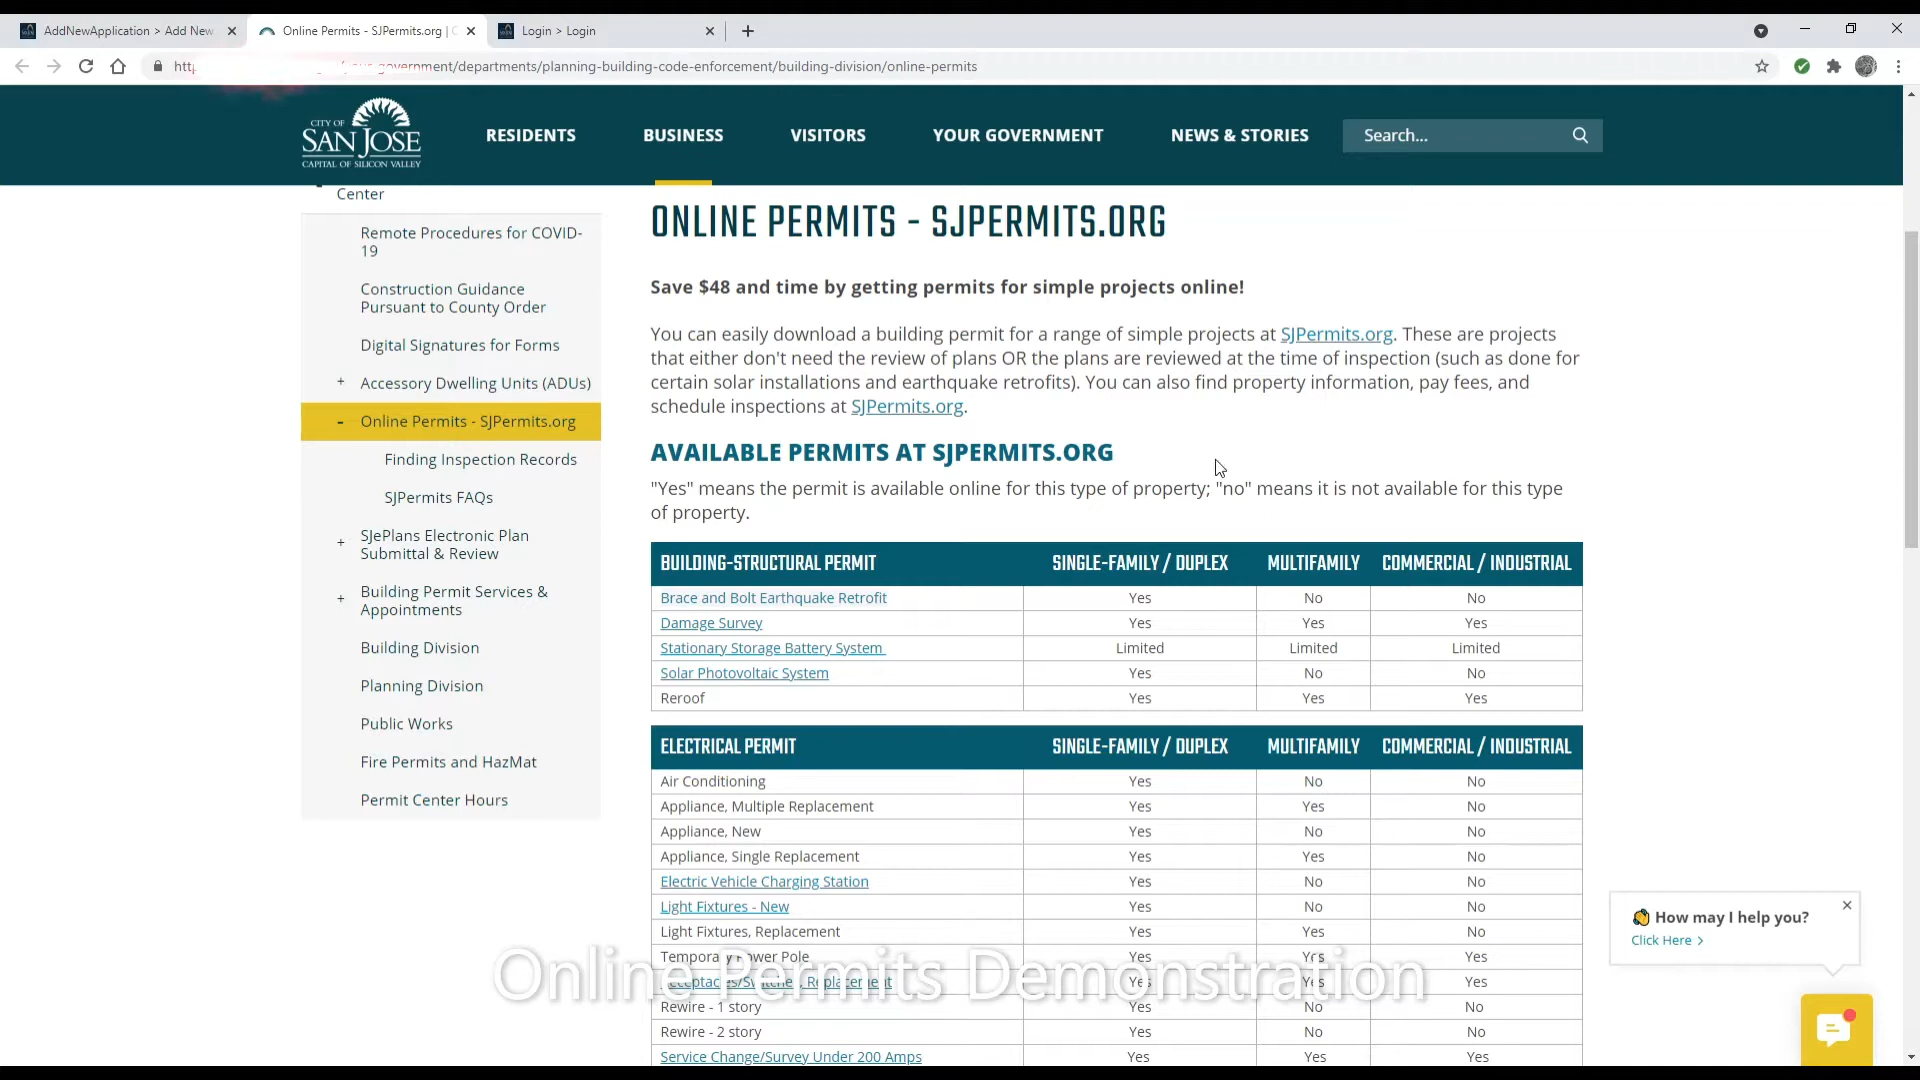 AddNewApplication > Add New
Online Permits - SJPermits.org | C
Login > Login
government/departments/planning-building-code-enforcement/building-division/online-permits
CITY OF
SAN JOSE
CAPITAL OF SILICON VALLEY
RESIDENTS
BUSINESS
VISITORS
YOUR GOVERNMENT
NEWS & STORIES
Search...
Center
Remote Procedures for COVID-
19
Construction Guidance
Pursuant to County Order
Digital Signatures for Forms
+ Accessory Dwelling Units (ADUs)
- Online Permits - SJPermits.org
Finding Inspection Records
SJPermits FAQs
+ SJePlans Electronic Plan
Submittal & Review
+ Building Permit Services &
Appointments
Building Division
Planning Division
Public Works
Fire Permits and HazMat
Permit Center Hours
ONLINE PERMITS - SJPERMITS.ORG
Save $48 and time by getting permits for simple projects online!
You can easily download a building permit for a range of simple projects at SJPermits.org. These are projects
that either don't need the review of plans OR the plans are reviewed at the time of inspection (such as done for
certain solar installations and earthquake retrofits). You can also find property information, pay fees, and
schedule inspections at SJPermits.org.
AVAILABLE PERMITS AT SJPERMITS.ORG
"Yes" means the permit is available online for this type of property; "no" means it is not available for this type
of property.
BUILDING-STRUCTURAL PERMIT SINGLE-FAMILY / DUPLEX MULTIFAMILY COMMERCIAL / INDUSTRIAL
Brace and Bolt Earthquake Retrofit Yes No No
Damage Survey Yes Yes Yes
Stationary Storage Battery System Limited Limited Limited
Solar Photovoltaic System Yes No No
Reroof Yes Yes Yes
ELECTRICAL PERMIT SINGLE-FAMILY / DUPLEX MULTIFAMILY COMMERCIAL / INDUSTRIAL
Air Conditioning Yes No No
Appliance, Multiple Replacement Yes Yes No
Appliance, New Yes No No
Appliance, Single Replacement Yes Yes No
Electric Vehicle Charging Station Yes No No
Light Fixtures - New Yes No No
Light Fixtures, Replacement Yes Yes No
Temporary Power Pole Yes Yes Yes
Receptacles/Switches, Replacement Yes Yes Yes
Rewire - 1 story Yes No No
Rewire - 2 story Yes No No
Service Change/Survey Under 200 Amps Yes Yes Yes
Online Permits Demonstration
How may I help you?
Click Here >